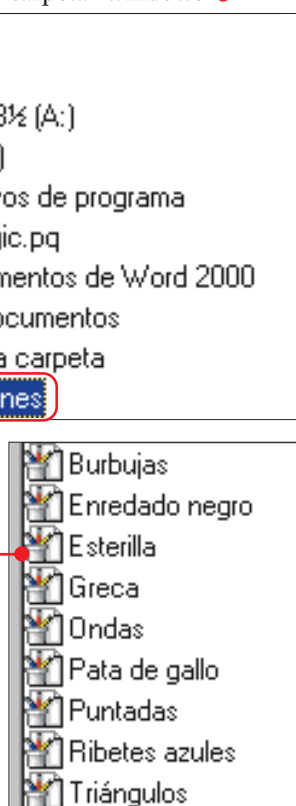 3½ (A:)
)
vos de programa
gic.pq
mentos de Word 2000
ocumentos
a carpeta
nes
Burbujas
Enredado negro
Esterilla
Greca
Ondas
Pata de gallo
Puntadas
Ribetes azules
Triángulos